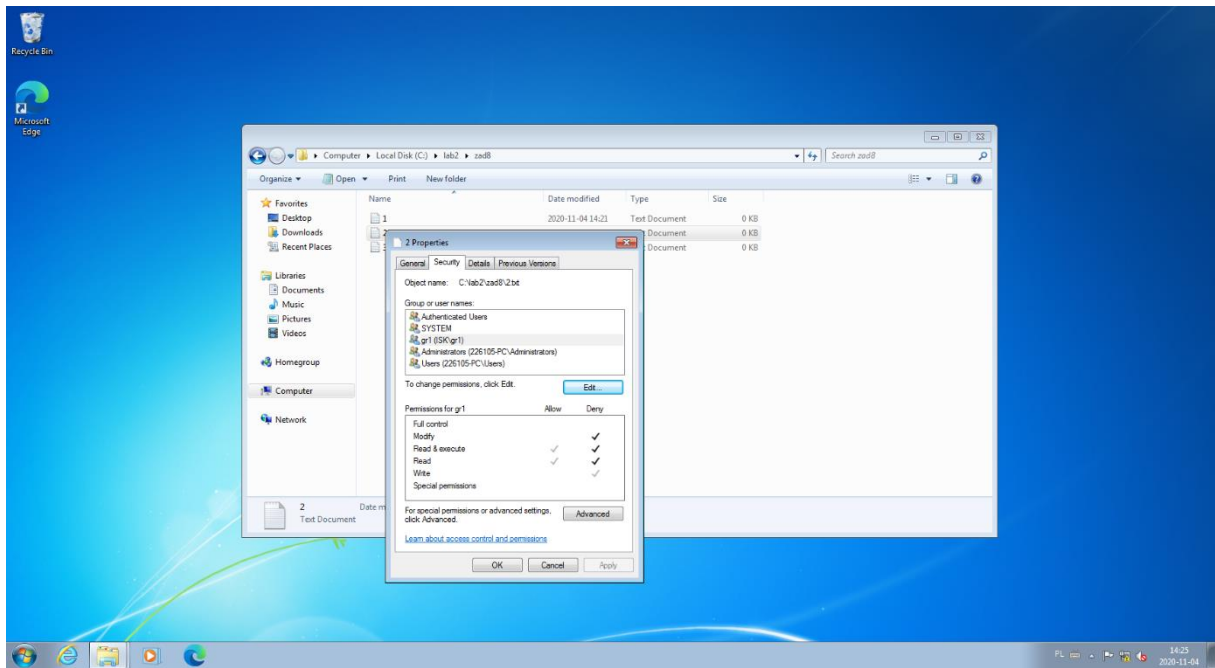 Recycle Bin
Microsoft
Edge
Computer Local Disk (C:) lab2 zad8
Search zad8
Organize Open Print New folder
Favorites
Desktop
Downloads
Recent Places
Libraries
Documents
Music
Pictures
Videos
Homegroup
Computer
Network
Name Date modified Type Size
1 2020-11-04 14:21 Text Document 0 KB
Document 0 KB
Document 0 KB
2 Properties
General Security Details Previous Versions
Object name: C:\lab2\zad8\2.txt
Group or user names:
Authenticated Users
SYSTEM
gr1 (ISK\gr1)
Administrators (226105-PC\Administrators)
Users (226105-PC\Users)
To change permissions, click Edit.
Edit...
Permissions for gr1 Allow Deny
Full control
Modify
Read & execute
Read
Write
Special permissions
For special permissions or advanced settings,
click Advanced.
Advanced
Learn about access control and permissions
OK Cancel Apply
2 Date m
Text Document
PL
14:25
2020-11-04